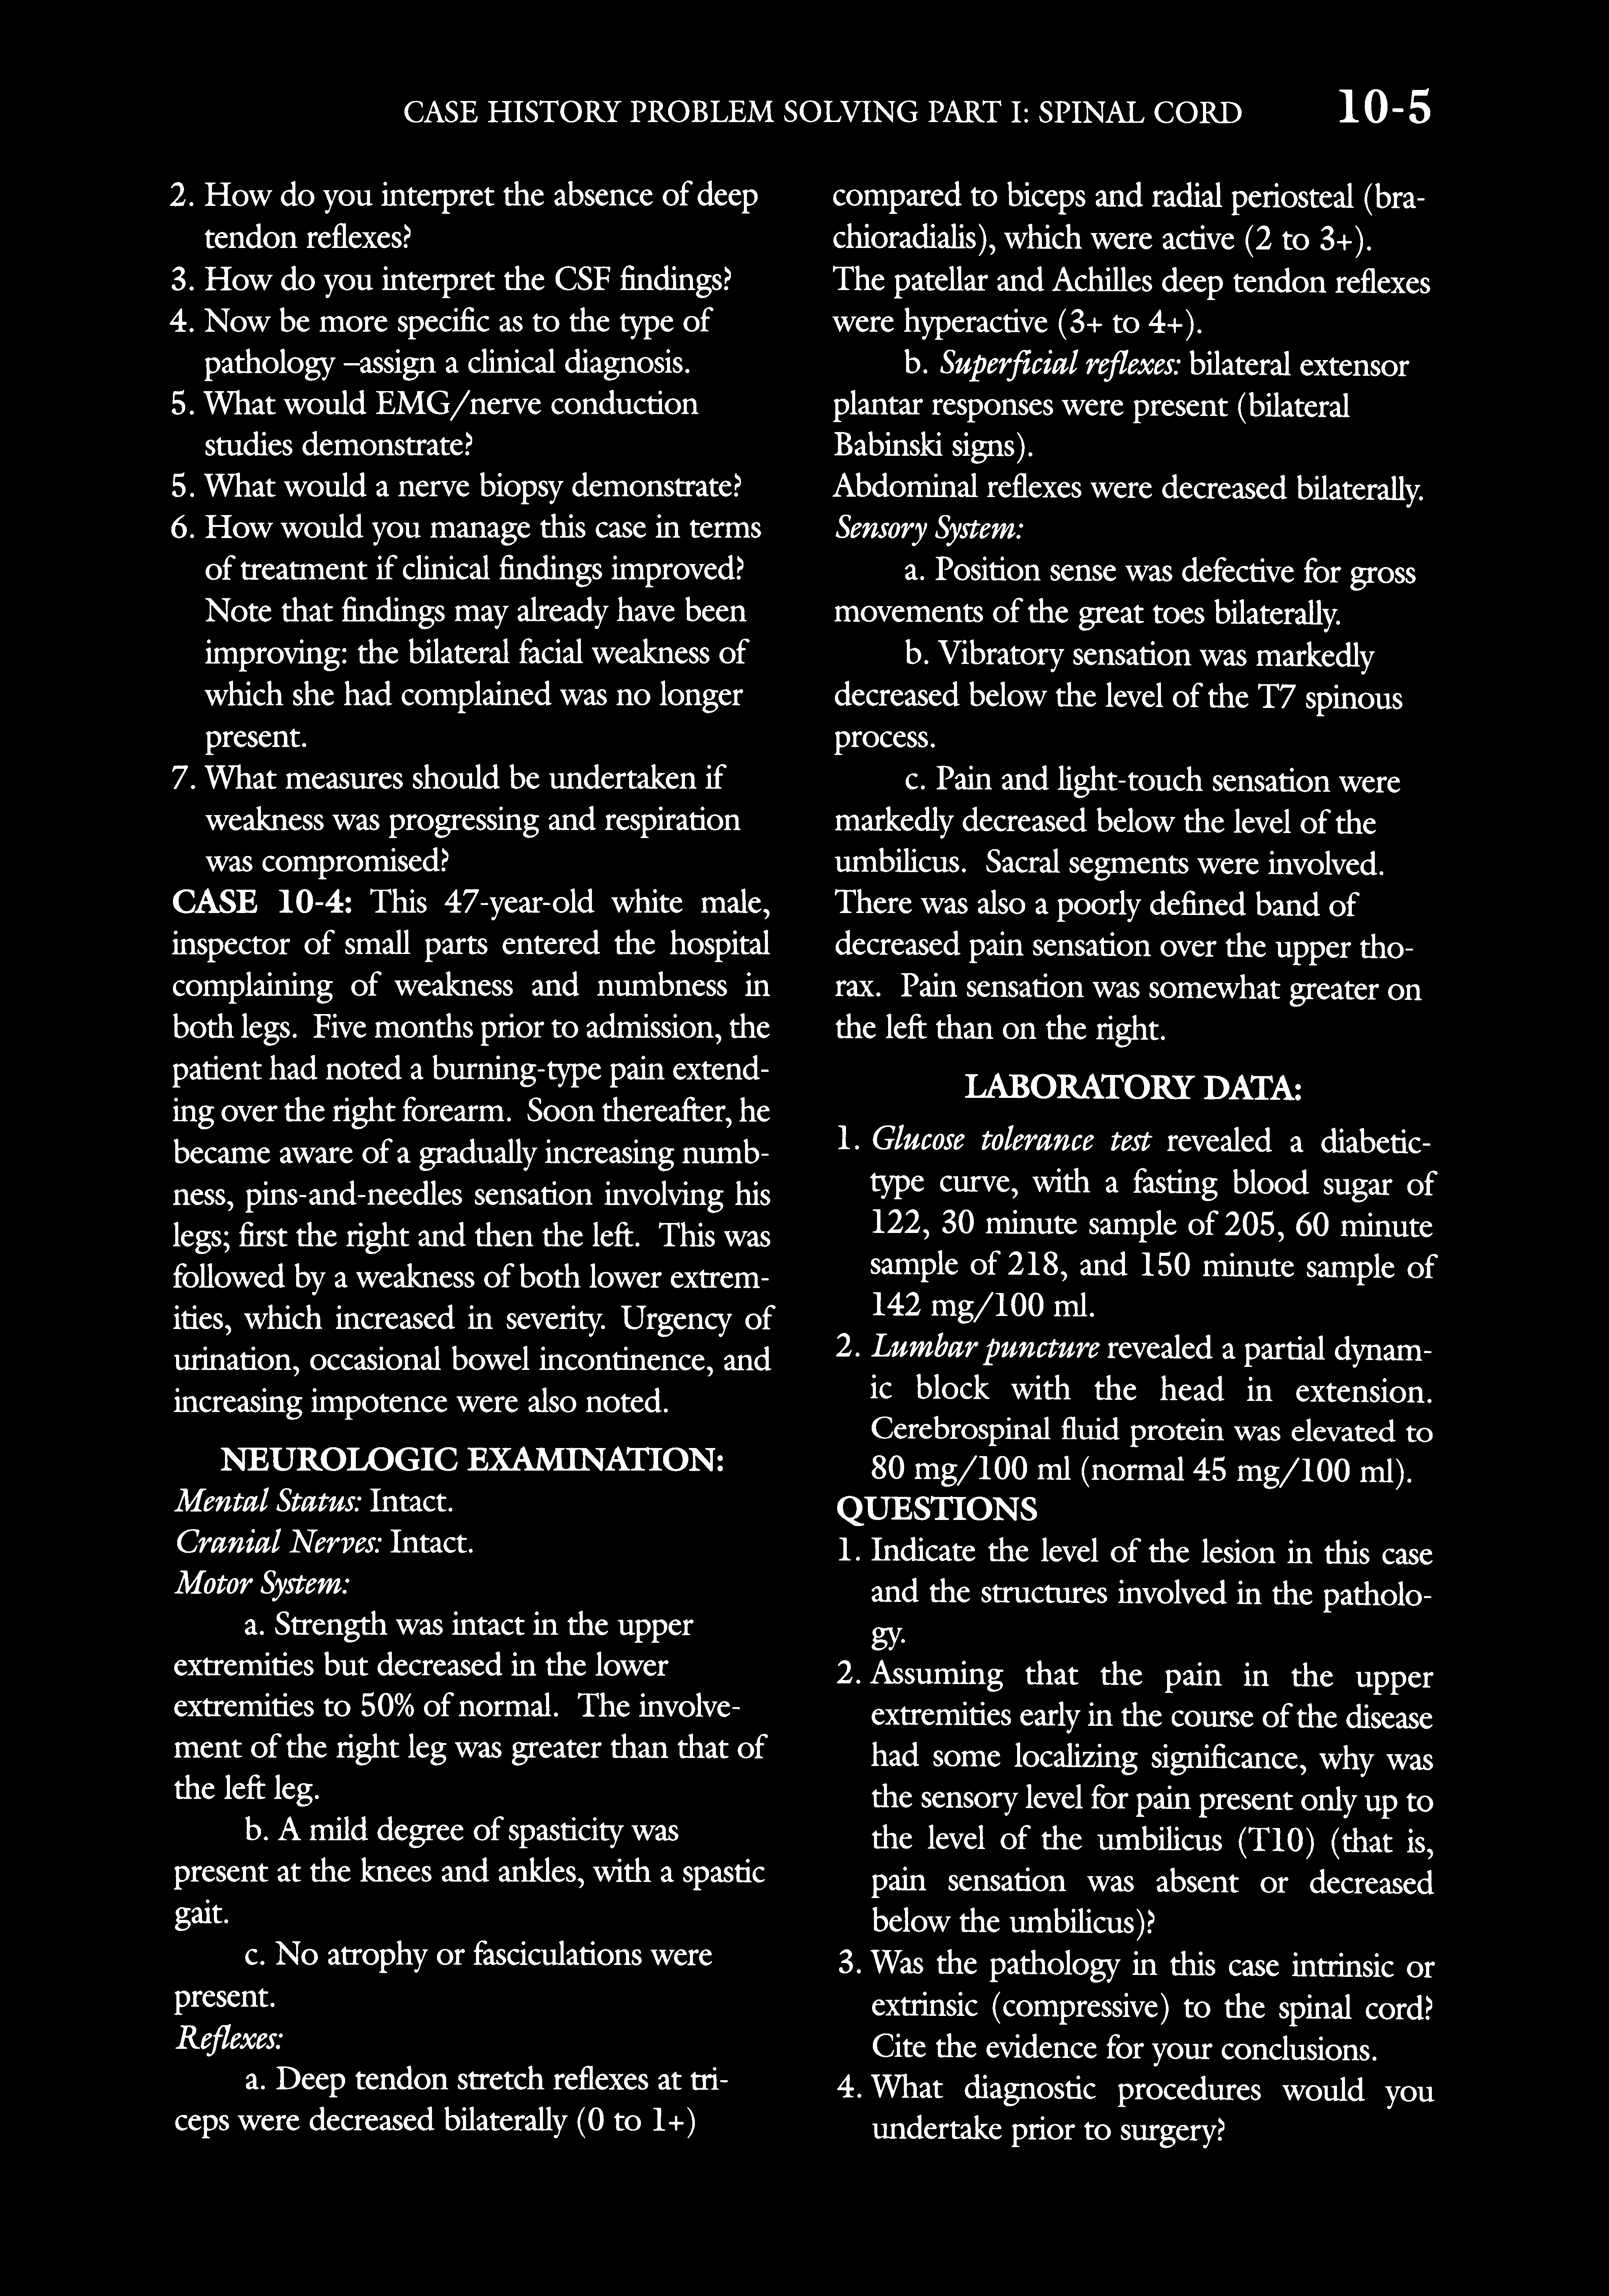 CASE HISTORY PROBLEM SOLVING PART I: SPINAL CORD 10-5
2. How do you interpret the absence of deep
tendon reflexes?
3. How do you interpret the CSF findings?
4. Now be more specific as to the type of
pathology –assign a clinical diagnosis.
5. What would EMG/nerve conduction
studies demonstrate?
5. What would a nerve biopsy demonstrate?
6. How would you manage this case in terms
of treatment if clinical findings improved?
Note that findings may already have been
improving: the bilateral facial weakness of
which she had complained was no longer
present.
7. What measures should be undertaken if
weakness was progressing and respiration
was compromised?
CASE 10-4: This 47-year-old white male,
inspector of small parts entered the hospital
complaining of weakness and numbness in
both legs. Five months prior to admission, the
patient had noted a burning-type pain extend-
ing over the right forearm. Soon thereafter, he
became aware of a gradually increasing numb-
ness, pins-and-needles sensation involving his
legs; first the right and then the left. This was
followed by a weakness of both lower extrem-
ities, which increased in severity. Urgency of
urination, occasional bowel incontinence, and
increasing impotence were also noted.
NEUROLOGIC EXAMINATION:
Mental Status: Intact.
Cranial Nerves: Intact.
Motor System:
a. Strength was intact in the upper
extremities but decreased in the lower
extremities to 50% of normal. The involve-
ment of the right leg was greater than that of
the left leg.
b. A mild degree of spasticity was
present at the knees and ankles, with a spastic
gait.
c. No atrophy or fasciculations were
present.
Reflexes:
a. Deep tendon stretch reflexes at tri-
ceps were decreased bilaterally (0 to 1+)
compared to biceps and radial periosteal (bra-
chioradialis), which were active (2 to 3+).
The patellar and Achilles deep tendon reflexes
were hyperactive (3+ to 4+).
b. Superficial reflexes: bilateral extensor
plantar responses were present (bilateral
Babinski signs).
Abdominal reflexes were decreased bilaterally.
Sensory System:
a. Position sense was defective for gross
movements of the great toes bilaterally.
b. Vibratory sensation was markedly
decreased below the level of the T7 spinous
process.
c. Pain and light-touch sensation were
markedly decreased below the level of the
umbilicus. Sacral segments were involved.
There was also a poorly defined band of
decreased pain sensation over the upper tho-
rax. Pain sensation was somewhat greater on
the left than on the right.
LABORATORY DATA:
1. Glucose tolerance test revealed a diabetic-
type curve, with a fasting blood sugar of
122, 30 minute sample of 205, 60 minute
sample of 218, and 150 minute sample of
142 mg/100 ml.
2. Lumbar puncture revealed a partial dynam-
ic block with the head in extension.
Cerebrospinal fluid protein was elevated to
80 mg/100 ml (normal 45 mg/100 ml).
QUESTIONS
1. Indicate the level of the lesion in this case
and the structures involved in the patholo-
gy.
2. Assuming that the pain in the upper
extremities early in the course of the disease
had some localizing significance, why was
the sensory level for pain present only up to
the level of the umbilicus (T10) (that is,
pain sensation was absent or decreased
below the umbilicus)?
3. Was the pathology in this case intrinsic or
extrinsic (compressive) to the spinal cord?
Cite the evidence for your conclusions.
4. What diagnostic procedures would you
undertake prior to surgery?